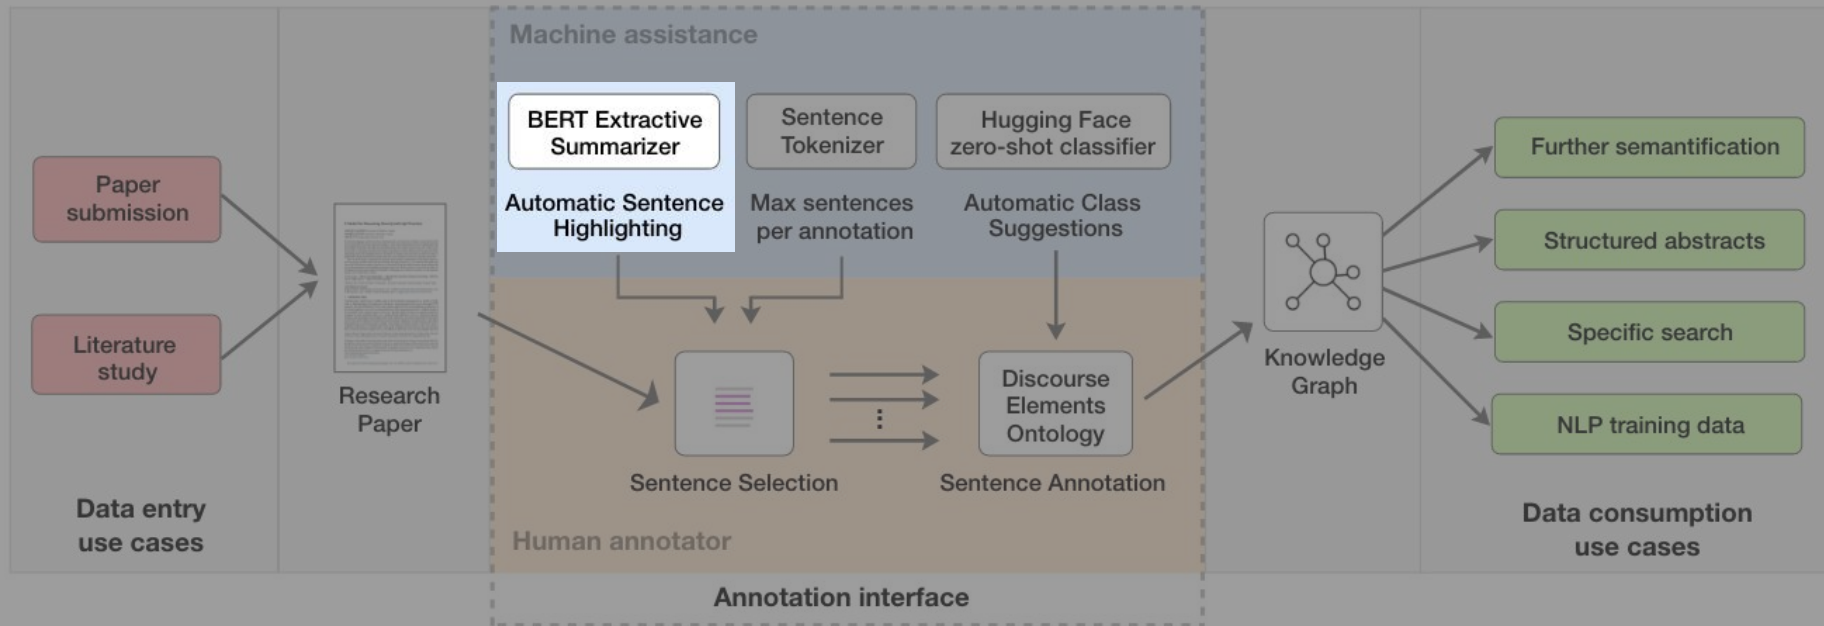 Machine assistance
BERT Extractive
Summarizer
Automatic Sentence
Highlighting
Sentence
Tokenizer
Max sentences
per annotation
Hugging Face
zero-shot classifier
Automatic Class
Suggestions
Paper
submission
Literature
study
Data entry
use cases
Research
Paper
Sentence Selection
Discourse
Elements
Ontology
Sentence Annotation
Human annotator
Annotation interface
Knowledge
Graph
Further semantification
Structured abstracts
Specific search
NLP training data
Data consumption
use cases